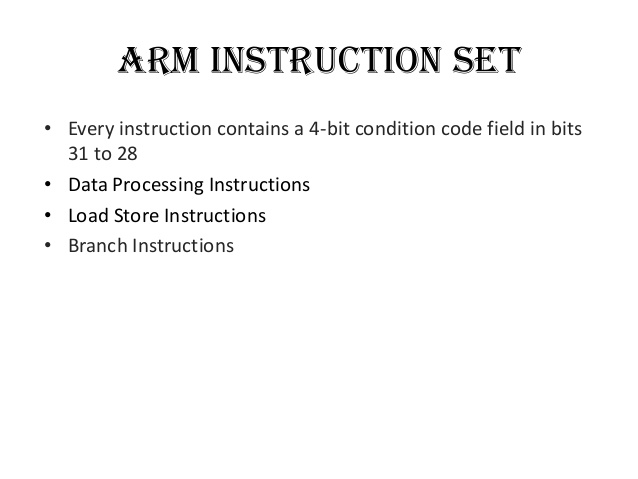 ARM INSTRUCTION SET
• Every instruction contains a 4-bit condition code field in bits
31 to 28
• Data Processing Instructions
• Load Store Instructions
• Branch Instructions